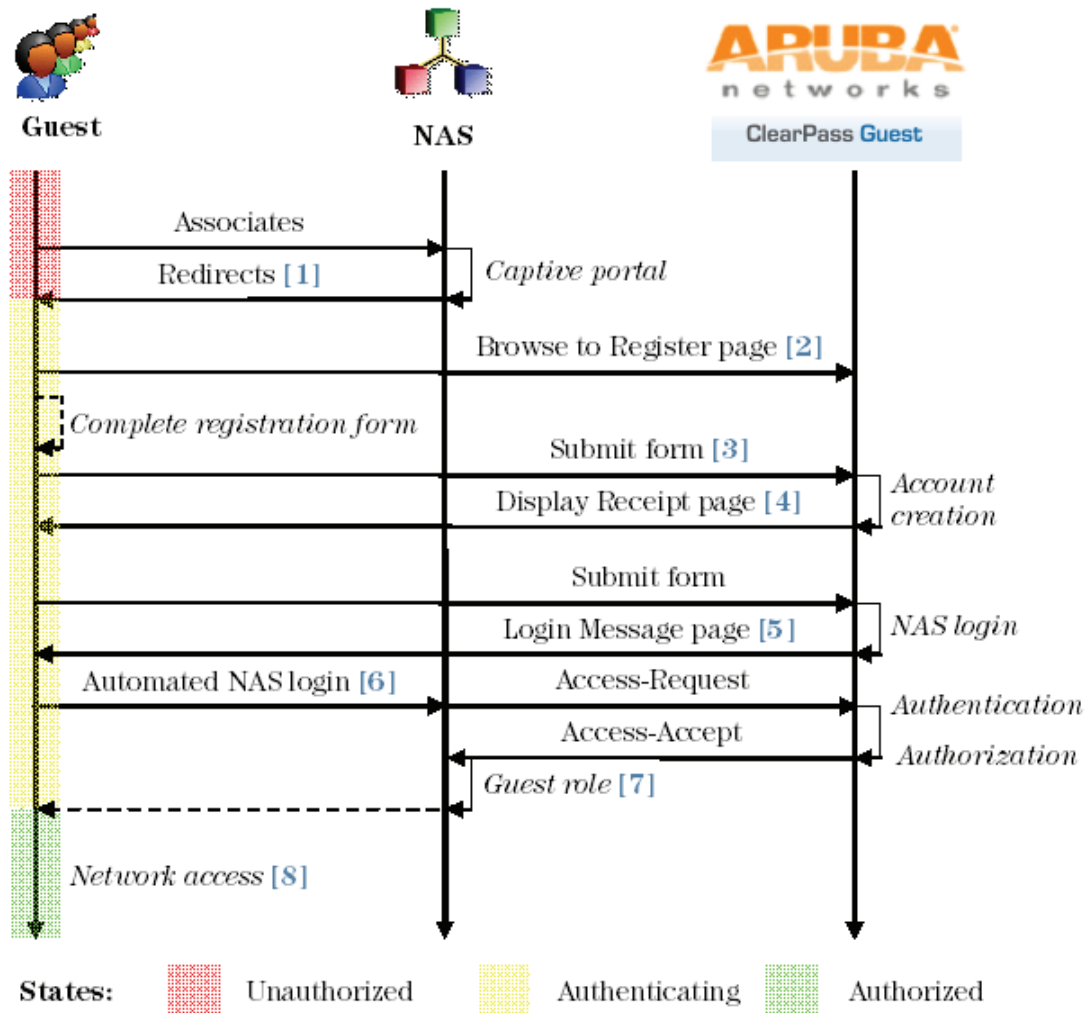 ARUBA
networks
ClearPass Guest
Guest
NAS
Associates
Redirects [1]
Captive portal
Browse to Register page [2]
Complete registration form
Submit form [3]
Display Receipt page [4]
Account
creation
Submit form
Login Message page [5]
NAS login
Automated NAS login [6]
Access-Request
Authentication
Access-Accept
Authorization
Guest role [7]
Network access [8]
States:
Unauthorized
Authenticating
Authorized